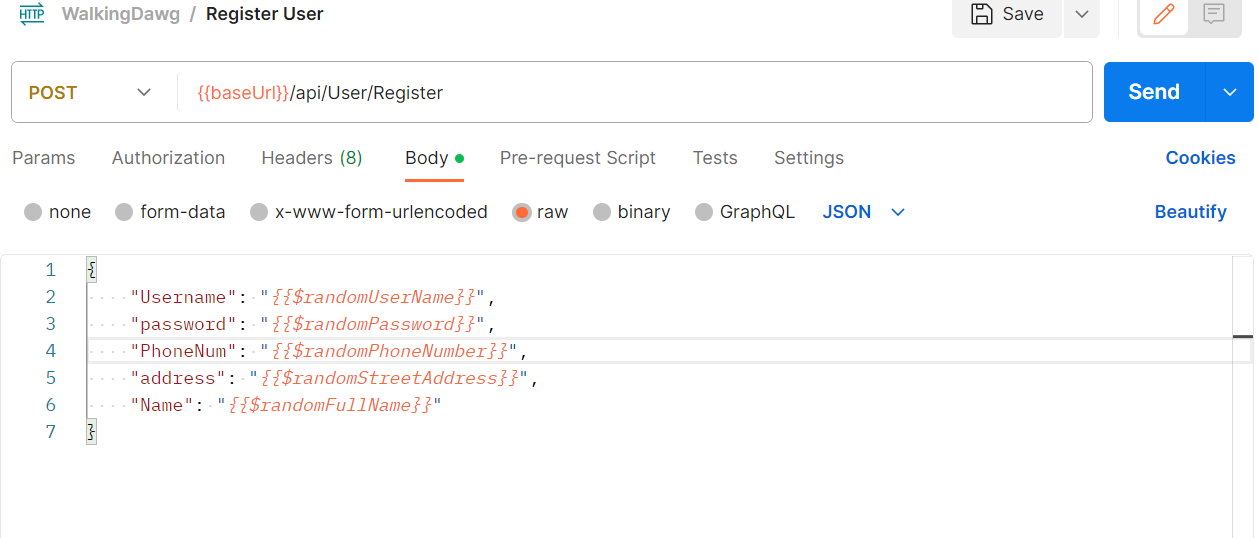 HTTP WalkingDawg / Register User Save
POST {{baseUrl}}/api/User/Register Send
Params Authorization Headers (8) Body Pre-request Script Tests Settings Cookies
none form-data x-www-form-urlencoded raw binary GraphQL JSON Beautify
1 {
2 "Username": "{{$randomUserName}}",
3 "password": "{{$randomPassword}}",
4 "PhoneNum": "{{$randomPhoneNumber}}",
5 "address": "{{$randomStreetAddress}}",
6 "Name": "{{$randomFullName}}"
7 }